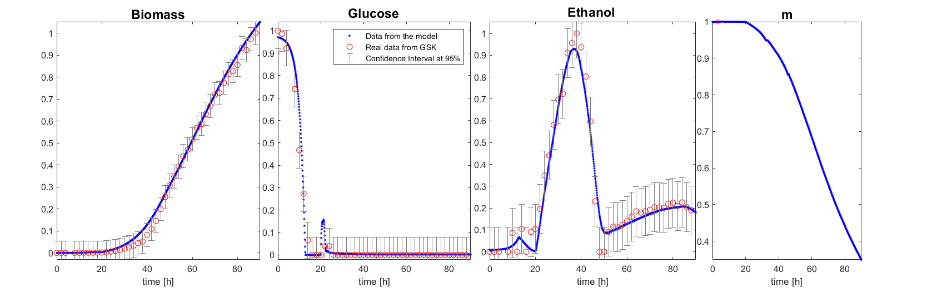 Biomass
Glucose
Ethanol
m
Data from the model
Real data from GSK
Confidence Interval at 95%
1
0.9
0.8
0.7
0.6
0.5
0.4
0.3
0.2
0.1
0
0 20 40 60 80
time [h]
1
0.9
0.8
0.7
0.6
0.5
0.4
0.3
0.2
0.1
0
0 20 40 60 80
time [h]
1
0.9
0.8
0.7
0.6
0.5
0.4
0.3
0.2
0.1
0
0 20 40 60 80
time [h]
1
0.9
0.8
0.7
0.6
0.5
0.4
0 20 40 60 80
time [h]